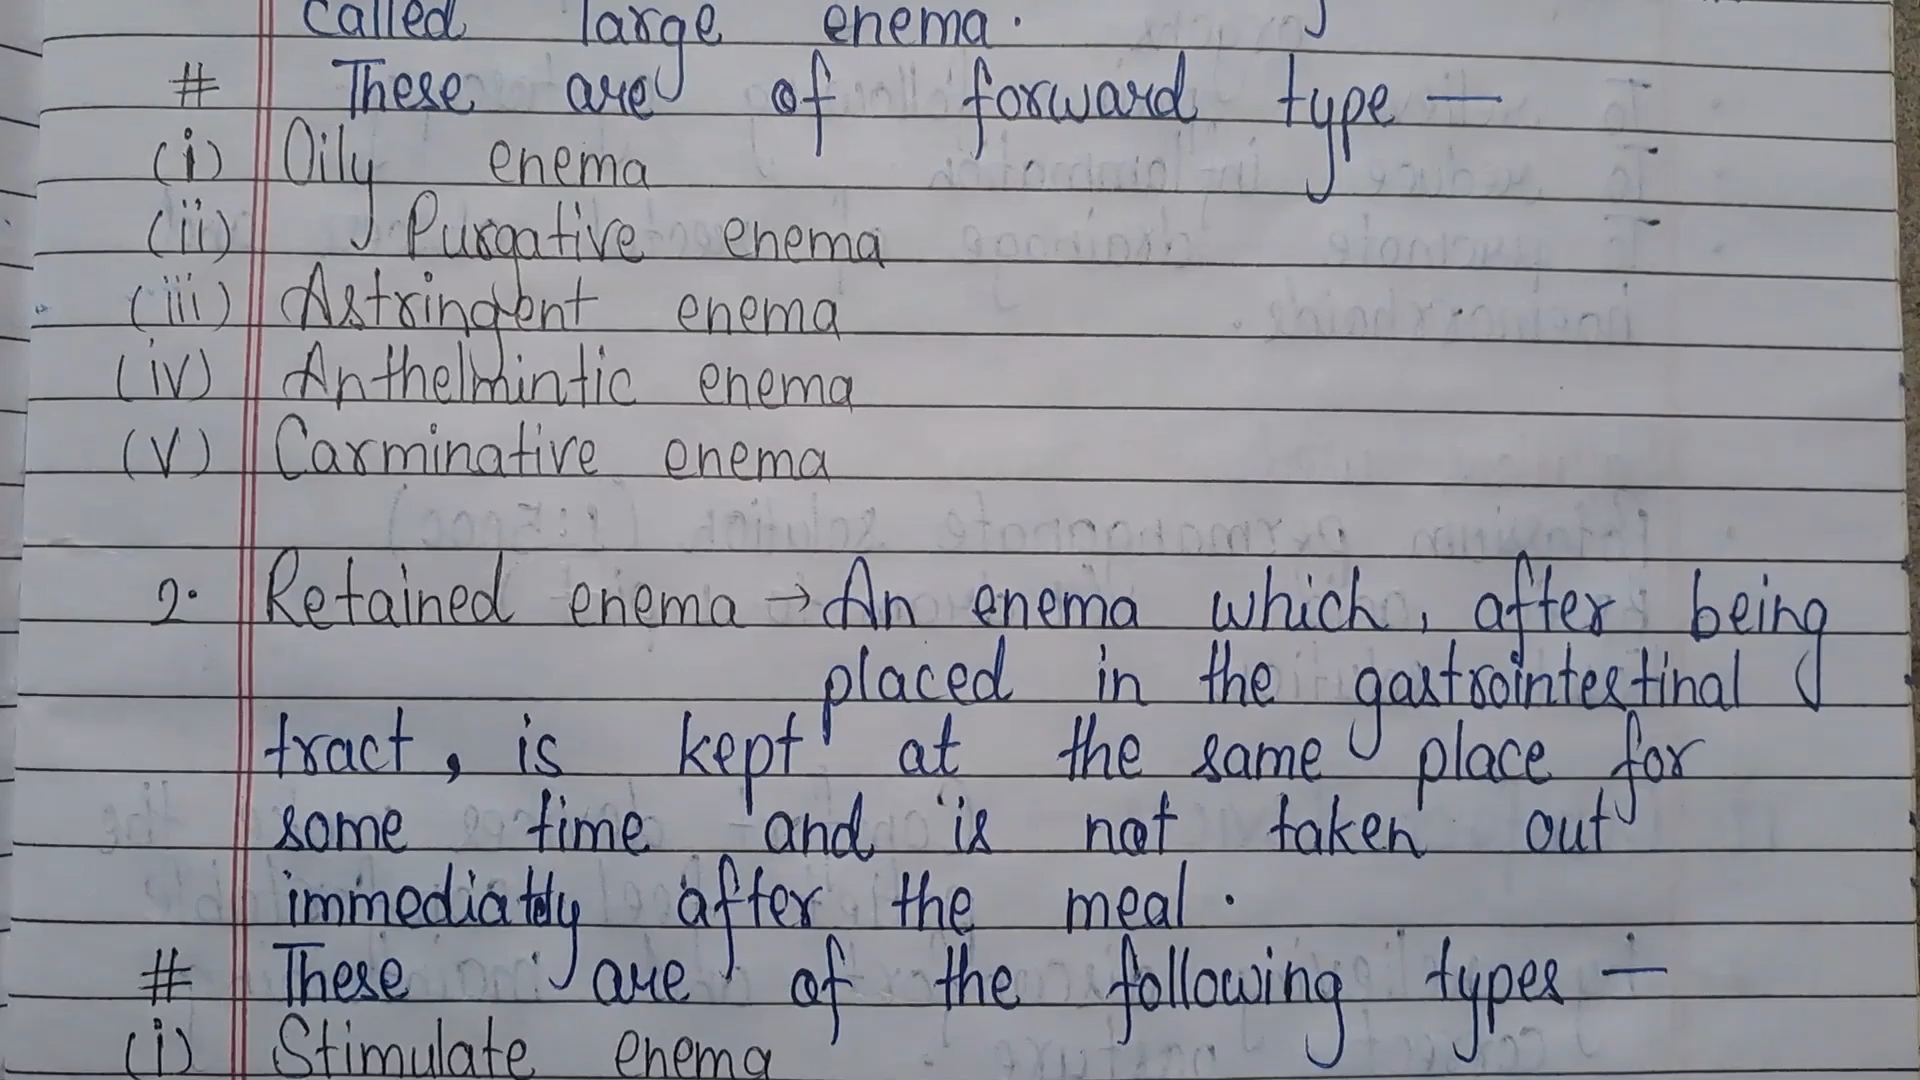 called large enema.
# These are of forward type —
(i) Oily enema
(ii) Purgative enema
(iii) Astringent enema
(iv) Anthelmintic enema
(v) Carminative enema
2. Retained enema → An enema which, after being
placed in the gastrointestinal
tract, is kept at the same place for
some time and is not taken out
immediatly after the meal.
# These are of the following types —
(i) Stimulate enema